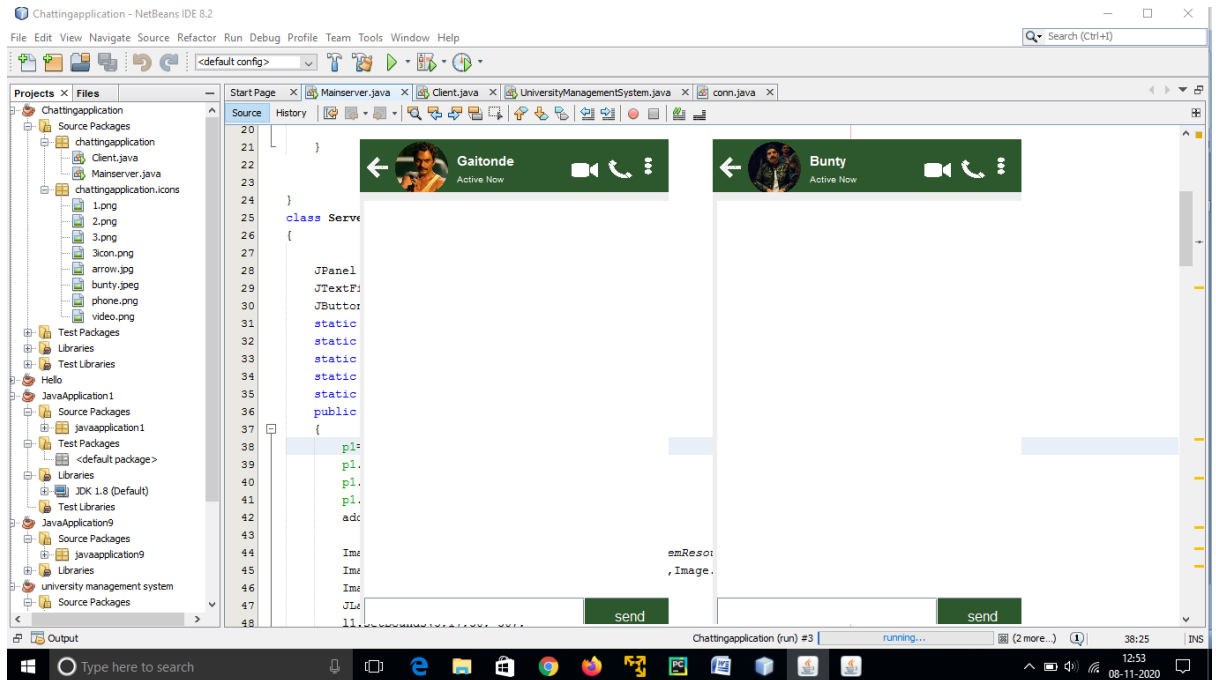 Chattingapplication - NetBeans IDE 8.2
File Edit View Navigate Source Refactor Run Debug Profile Team Tools Window Help
Search (Ctrl+I)
<default config>
Projects × Files
Start Page × Mainserver.java × Client.java × UniversityManagementSystem.java × conn.java ×
Source History
Chattingapplication
Source Packages
chattingapplication
Client.java
Mainserver.java
chattingapplication.icons
1.png
2.png
3.png
3icon.png
arrow.jpg
bunty.jpeg
phone.png
video.png
Test Packages
Libraries
Test Libraries
Hello
JavaApplication1
Source Packages
javaapplication1
Test Packages
<default package>
Libraries
JDK 1.8 (Default)
Test Libraries
JavaApplication9
Source Packages
javaapplication9
Libraries
university management system
Source Packages
20
21 }
22
23
24 }
25 class Serve
26 {
27
28 JPanel
29 JTextFi
30 JButton
31 static
32 static
33 static
34 static
35 static
36 public
37 {
38 p1=
39 p1.
40 p1.
41 p1.
42 add
43
44 Ima emResou
45 Ima ,Image.
46 Ima
47 JLa
48 l1.setBounds(5,17,30, 30);
Gaitonde
Active Now
send
Bunty
Active Now
send
Output
Chattingapplication (run) #3 running... (2 more...) 1 38:25 INS
Type here to search
12:53
08-11-2020